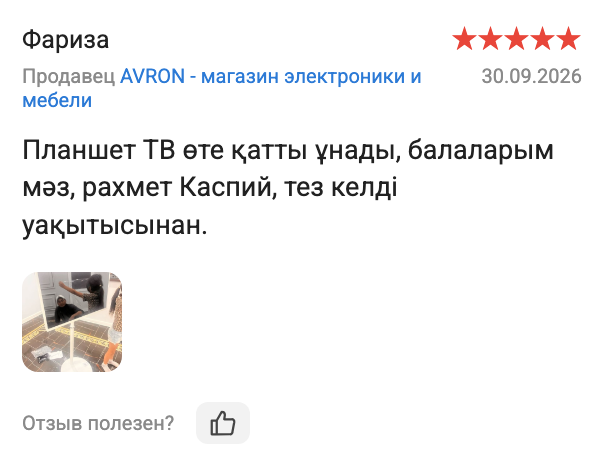 Фариза
Продавец AVRON - магазин электроники и 30.09.2026
мебели
Планшет ТВ өте қатты ұнады, балаларым
мәз, рахмет Каспий, тез келді
уақытысынан.
Отзыв полезен?